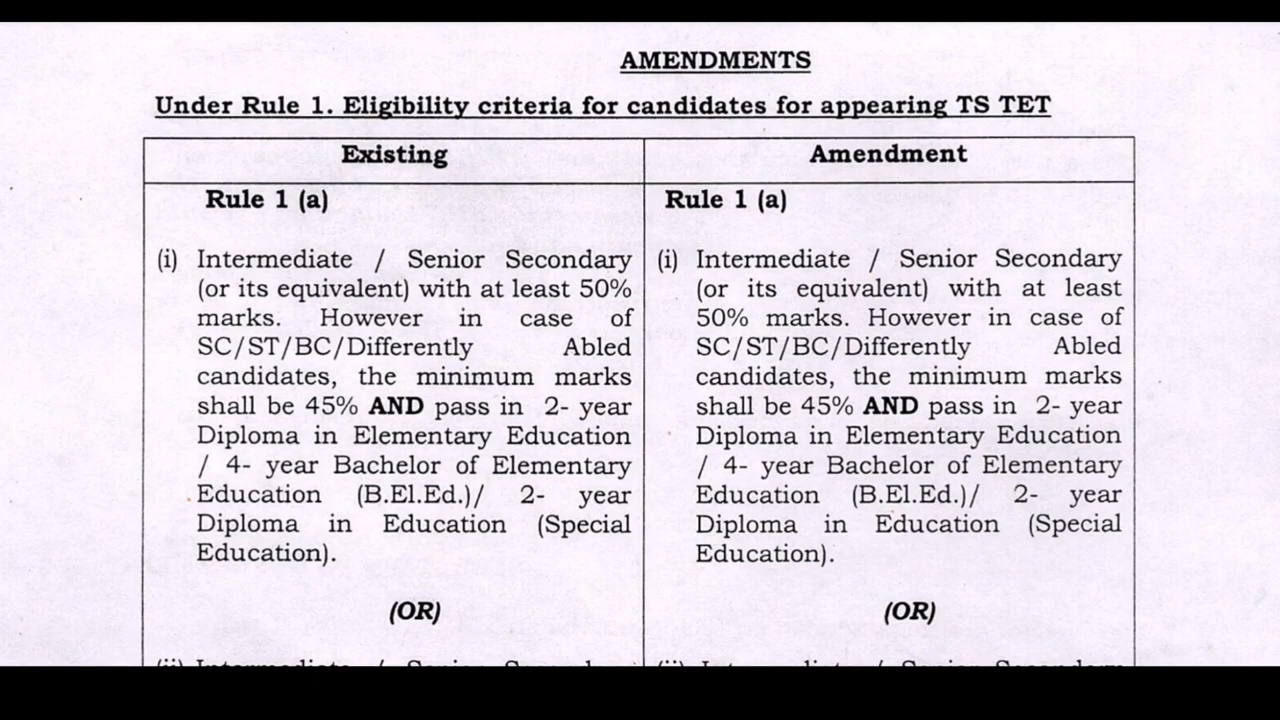 AMENDMENTS
Under Rule 1. Eligibility criteria for candidates for appearing TS TET
Existing
Rule 1 (a)
(i) Intermediate / Senior Secondary
(or its equivalent) with at least 50%
marks. However in case of
SC/ST/BC/Differently Abled
candidates, the minimum marks
shall be 45% AND pass in 2- year
Diploma in Elementary Education
/ 4- year Bachelor of Elementary
Education (B.El.Ed.)/ 2- year
Diploma in Education (Special
Education).
(OR)
Amendment
Rule 1 (a)
(i) Intermediate / Senior Secondary
(or its equivalent) with at least
50% marks. However in case of
SC/ST/BC/Differently Abled
candidates, the minimum marks
shall be 45% AND pass in 2- year
Diploma in Elementary Education
/ 4- year Bachelor of Elementary
Education (B.El.Ed.)/ 2- year
Diploma in Education (Special
Education).
(OR)